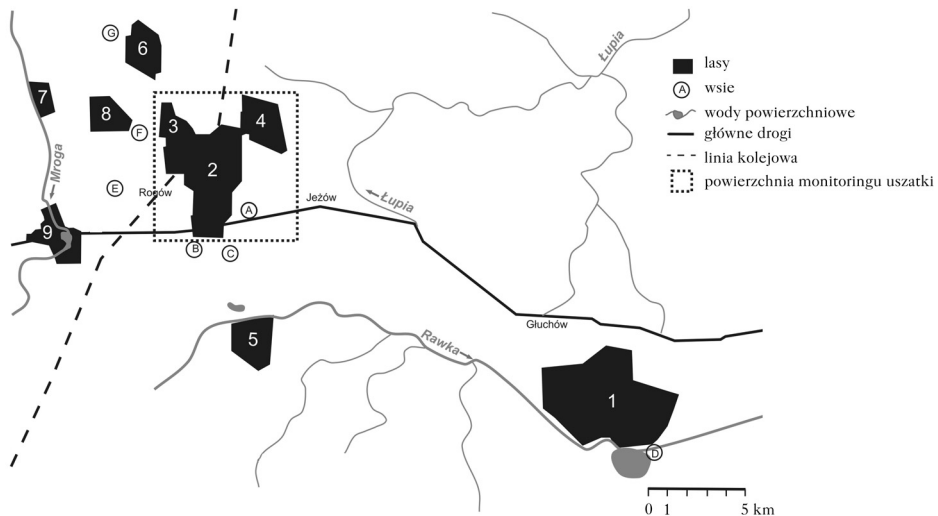 G
6
Łupia
lasy
A
wsie
wody powierzchniowe
główne drogi
linia kolejowa
powierzchnia monitoringu uszatki
7
8
F
3
4
Mroga
2
E
Rogów
Jeżów
Łupia
A
9
B
C
5
Rawka
Głuchów
1
D
0 1 5 km